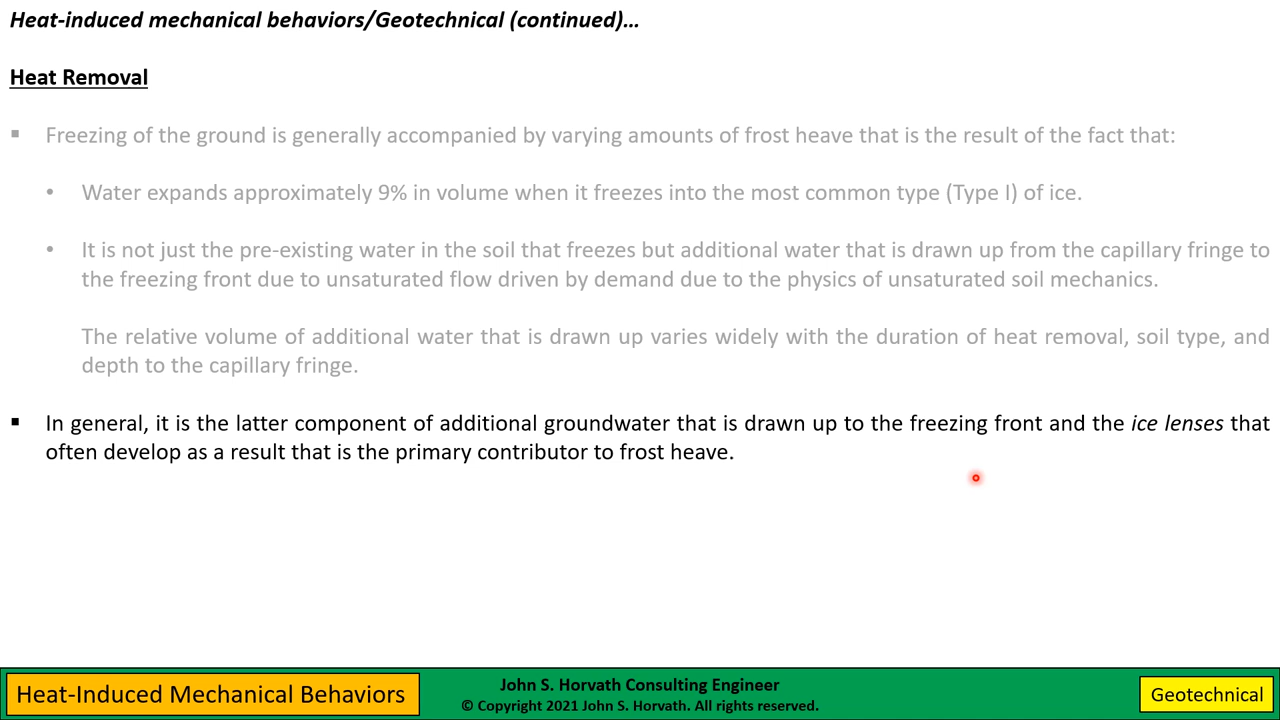 Heat-induced mechanical behaviors/Geotechnical (continued)…
Heat Removal
▪ Freezing of the ground is generally accompanied by varying amounts of frost heave that is the result of the fact that:
• Water expands approximately 9% in volume when it freezes into the most common type (Type I) of ice.
• It is not just the pre-existing water in the soil that freezes but additional water that is drawn up from the capillary fringe to
the freezing front due to unsaturated flow driven by demand due to the physics of unsaturated soil mechanics.
The relative volume of additional water that is drawn up varies widely with the duration of heat removal, soil type, and
depth to the capillary fringe.
▪ In general, it is the latter component of additional groundwater that is drawn up to the freezing front and the ice lenses that
often develop as a result that is the primary contributor to frost heave.
Heat-Induced Mechanical Behaviors
John S. Horvath Consulting Engineer
© Copyright 2021 John S. Horvath. All rights reserved.
Geotechnical